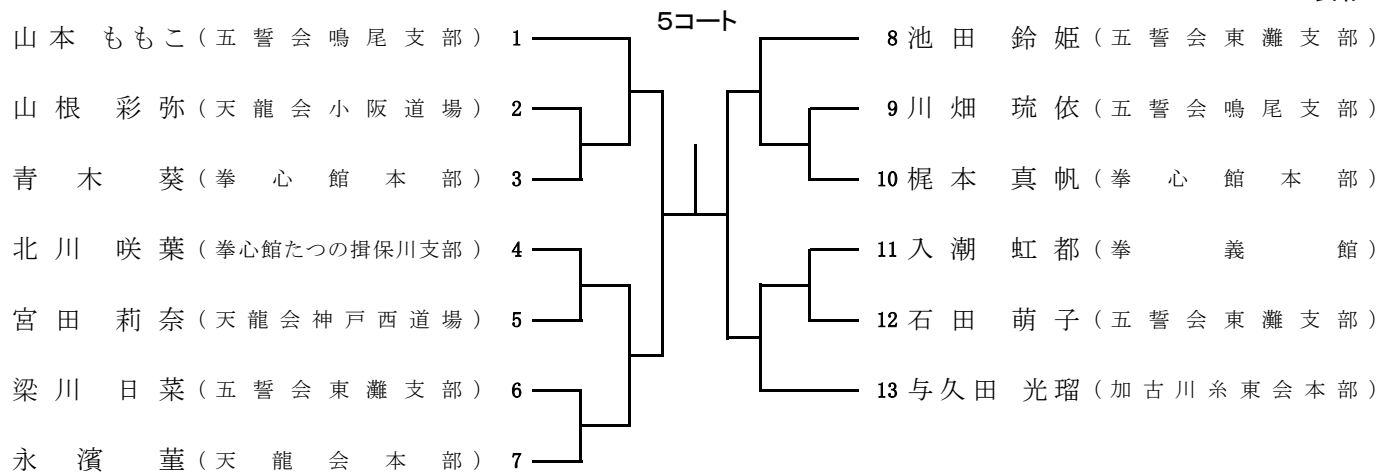 5コート
山本 ももこ (五誓会鳴尾支部) 1
山根 彩弥 (天龍会小阪道場) 2
青木 葵 (拳心館本部) 3
北川 咲葉 (拳心館たつの揖保川支部) 4
宮田 莉奈 (天龍会神戸西道場) 5
梁川 日菜 (五誓会東灘支部) 6
永濱 菫 (天龍会本部) 7
8 池田 鈴姫 (五誓会東灘支部)
9 川畑 琉依 (五誓会鳴尾支部)
10 梶本 真帆 (拳心館本部)
11 入潮 虹都 (拳義館)
12 石田 萌子 (五誓会東灘支部)
13 与久田 光瑠 (加古川糸東会本部)